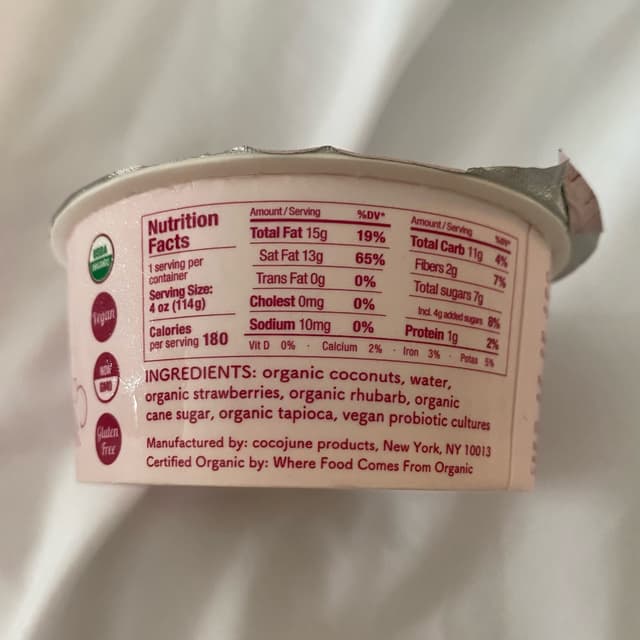 USDA
ORGANIC
Vegan
NON
GMO
Gluten
Free
Nutrition
Facts
1 serving per
container
Serving Size:
4 oz (114g)
Calories
per serving 180
Amount/Serving %DV*
Total Fat 15g 19%
Sat Fat 13g 65%
Trans Fat 0g 0%
Cholest 0mg 0%
Sodium 10mg 0%
Amount/Serving %DV*
Total Carb 11g 4%
Fibers 2g 7%
Total sugars 7g
Incl. 4g added sugars 8%
Protein 1g 2%
Vit D 0% · Calcium 2% · Iron 3% · Potas 5%
INGREDIENTS: organic coconuts, water,
organic strawberries, organic rhubarb, organic
cane sugar, organic tapioca, vegan probiotic cultures
Manufactured by: cocojune products, New York, NY 10013
Certified Organic by: Where Food Comes From Organic